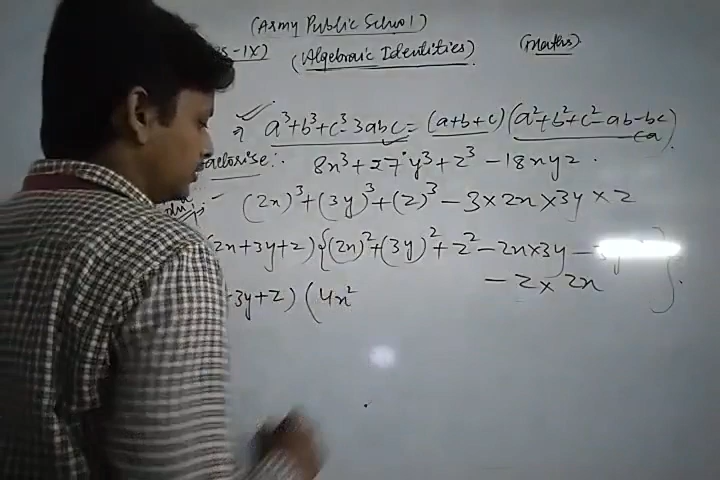 (Army Public School)
s-IX) (Algebraic Identities) (Maths)
a³+b³+c³-3abc = (a+b+c) (a²+b²+c²-ab-bc
-ca)
Factorise:- 8x³+27y³+z³-18xyz.
(2x)³+(3y)³+(z)³-3×2x×3y×z
(2x+3y+z) {(2x)²+(3y)²+z²-2x×3y-
-z×2x}.
+3y+z) (4x²